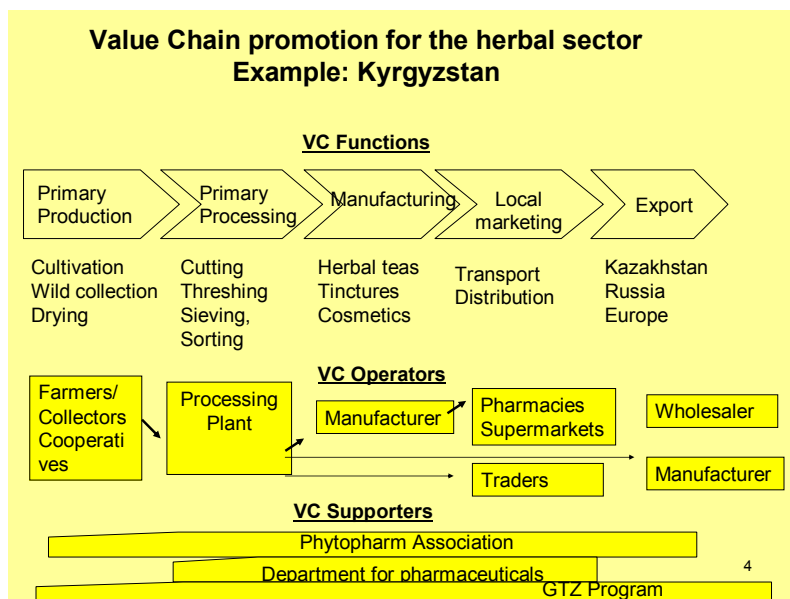 Value Chain promotion for the herbal sector
Example: Kyrgyzstan
VC Functions
Primary
Production
Primary
Processing
Manufacturing
Local
marketing
Export
Cultivation
Wild collection
Drying
Cutting
Threshing
Sieving,
Sorting
Herbal teas
Tinctures
Cosmetics
Transport
Distribution
Kazakhstan
Russia
Europe
VC Operators
Farmers/
Collectors
Cooperati
ves
Processing
Plant
Manufacturer
Pharmacies
Supermarkets
Wholesaler
Traders
Manufacturer
VC Supporters
Phytopharm Association
Department for pharmaceuticals
GTZ Program
4